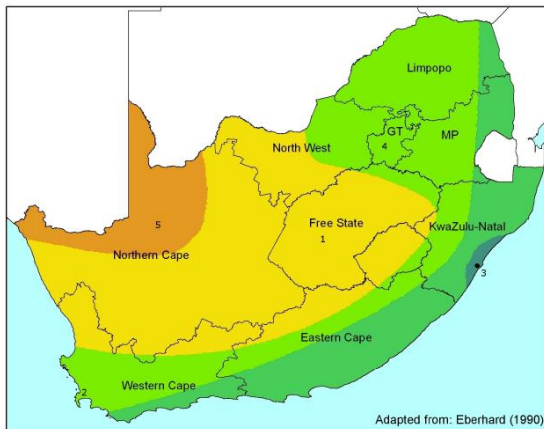 Limpopo
GT
MP
4
North West
Free State
1
KwaZulu-Natal
5
Northern Cape
3
Eastern Cape
Western Cape
2
Adapted from: Eberhard (1990)